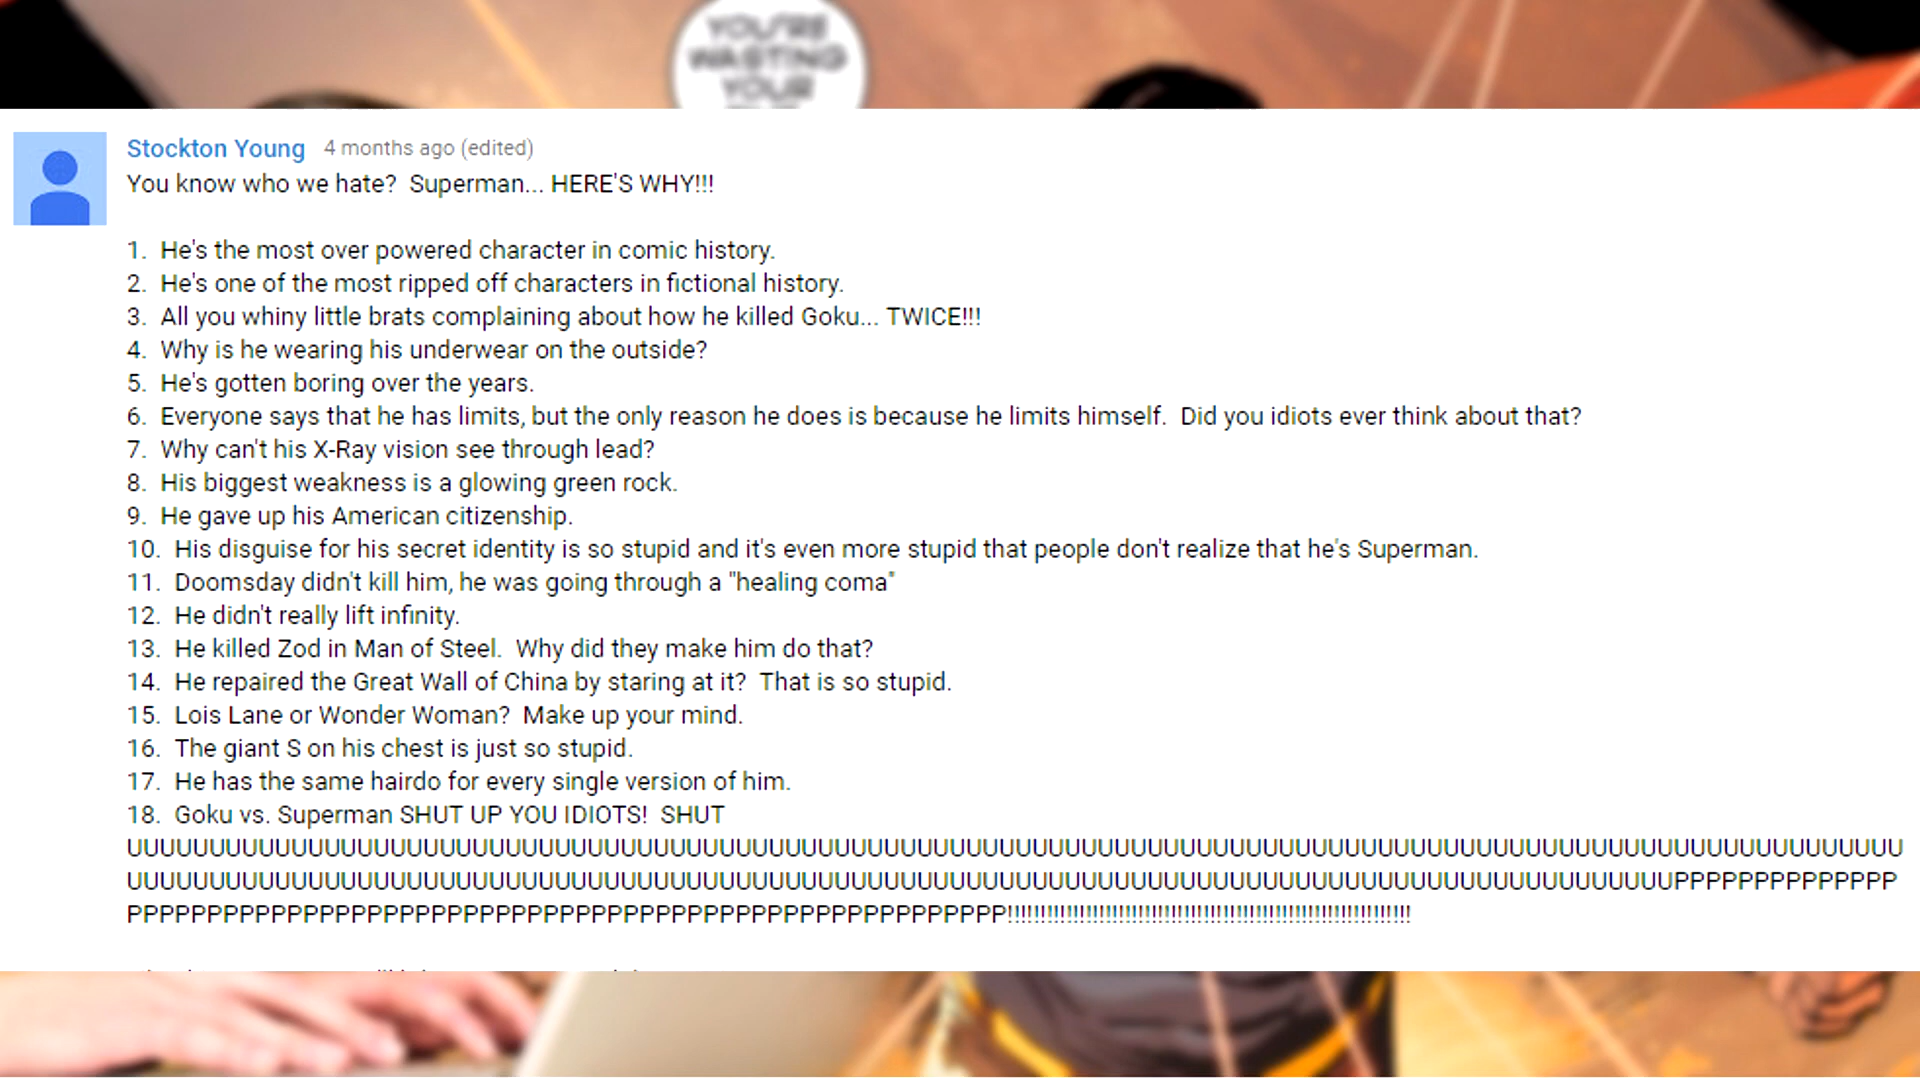 YOU'RE
WASTING
YOUR
Stockton Young 4 months ago (edited)
You know who we hate?  Superman... HERE'S WHY!!!
1.  He's the most over powered character in comic history.
2.  He's one of the most ripped off characters in fictional history.
3.  All you whiny little brats complaining about how he killed Goku... TWICE!!!
4.  Why is he wearing his underwear on the outside?
5.  He's gotten boring over the years.
6.  Everyone says that he has limits, but the only reason he does is because he limits himself.  Did you idiots ever think about that?
7.  Why can't his X-Ray vision see through lead?
8.  His biggest weakness is a glowing green rock.
9.  He gave up his American citizenship.
10.  His disguise for his secret identity is so stupid and it's even more stupid that people don't realize that he's Superman.
11.  Doomsday didn't kill him, he was going through a "healing coma"
12.  He didn't really lift infinity.
13.  He killed Zod in Man of Steel.  Why did they make him do that?
14.  He repaired the Great Wall of China by staring at it?  That is so stupid.
15.  Lois Lane or Wonder Woman?  Make up your mind.
16.  The giant S on his chest is just so stupid.
17.  He has the same hairdo for every single version of him.
18.  Goku vs. Superman SHUT UP YOU IDIOTS!  SHUT
UUUUUUUUUUUUUUUUUUUUUUUUUUUUUUUUUUUUUUUUUUUUUUUUUUUUUUUUUUUUUUUUUUUUUUUUUUUUUUUUUUUUUUUUUUUUUUUUUUUUUUUUUUUU
UUUUUUUUUUUUUUUUUUUUUUUUUUUUUUUUUUUUUUUUUUUUUUUUUUUUUUUUUUUUUUUUUUUUUUUUUUUUUUUUUUUUUUUUUUUUUUPPPPPPPPPPPPPP
PPPPPPPPPPPPPPPPPPPPPPPPPPPPPPPPPPPPPPPPPPPPPPPPPPPPPPP!!!!!!!!!!!!!!!!!!!!!!!!!!!!!!!!!!!!!!!!!!!!!!!!!!!!!!!!!!!!!